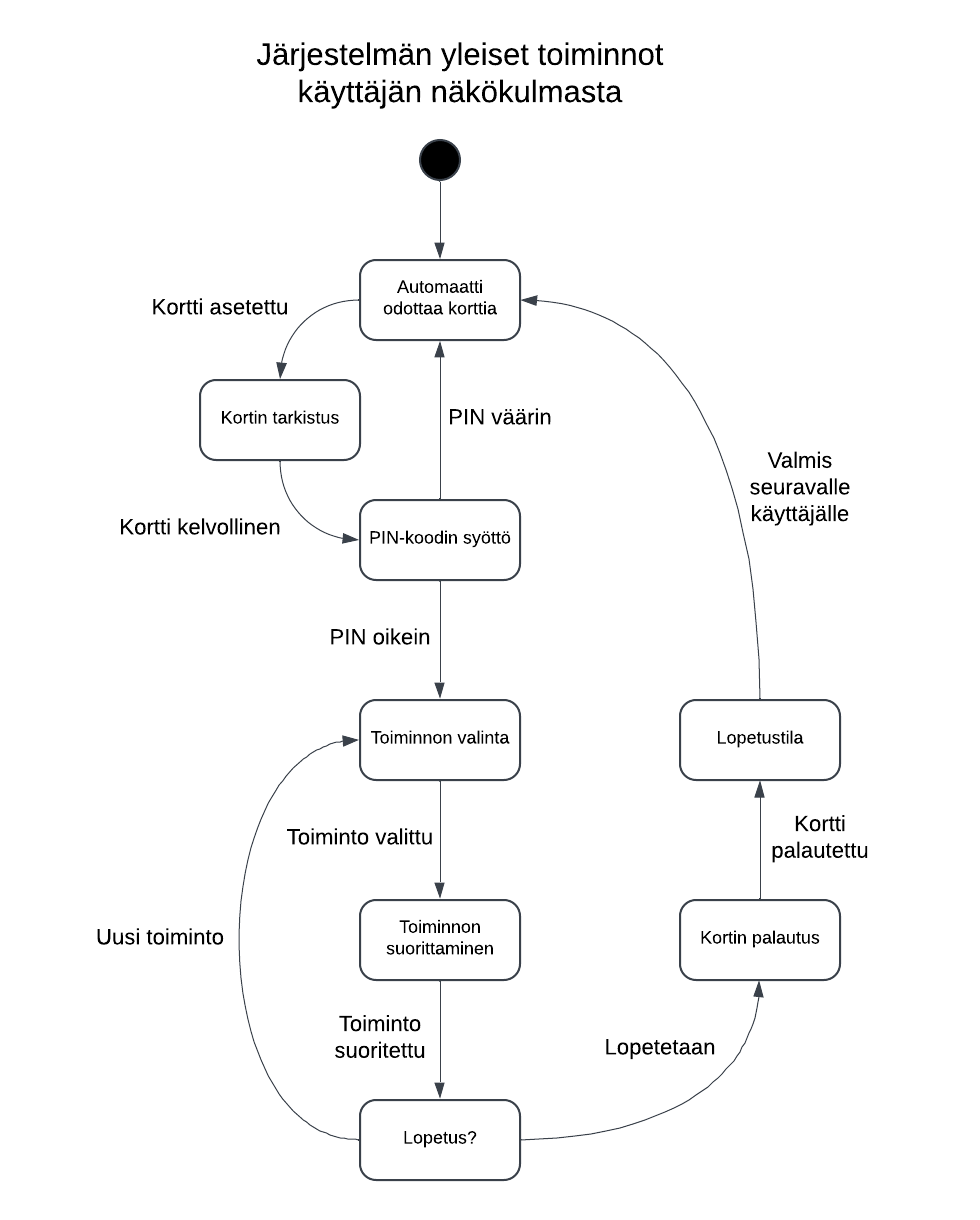 Järjestelmän yleiset toiminnot
käyttäjän näkökulmasta
Automaatti
odottaa korttia
Kortti asetettu
Kortin tarkistus
PIN väärin
Kortti kelvollinen
PIN-koodin syöttö
Valmis
seuravalle
käyttäjälle
PIN oikein
Toiminnon valinta
Lopetustila
Toiminto valittu
Kortti
palautettu
Uusi toiminto
Toiminnon
suorittaminen
Kortin palautus
Toiminto
suoritettu
Lopetetaan
Lopetus?